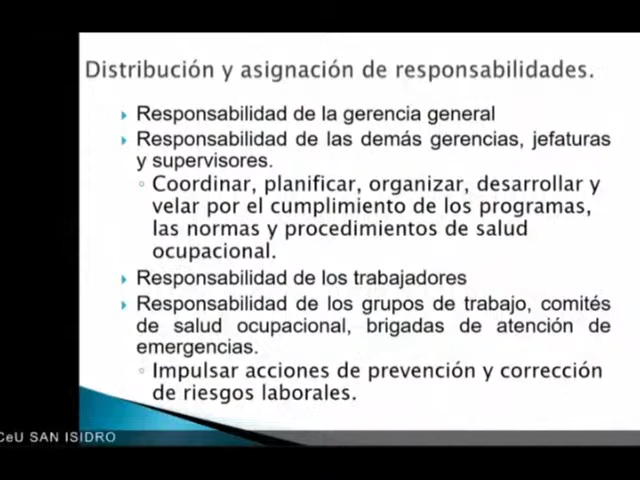 Distribución y asignación de responsabilidades.
Responsabilidad de la gerencia general
Responsabilidad de las demás gerencias, jefaturas
y supervisores.
Coordinar, planificar, organizar, desarrollar y
velar por el cumplimiento de los programas,
las normas y procedimientos de salud
ocupacional.
Responsabilidad de los trabajadores
Responsabilidad de los grupos de trabajo, comités
de salud ocupacional, brigadas de atención de
emergencias.
Impulsar acciones de prevención y corrección
de riesgos laborales.
CeU SAN ISIDRO